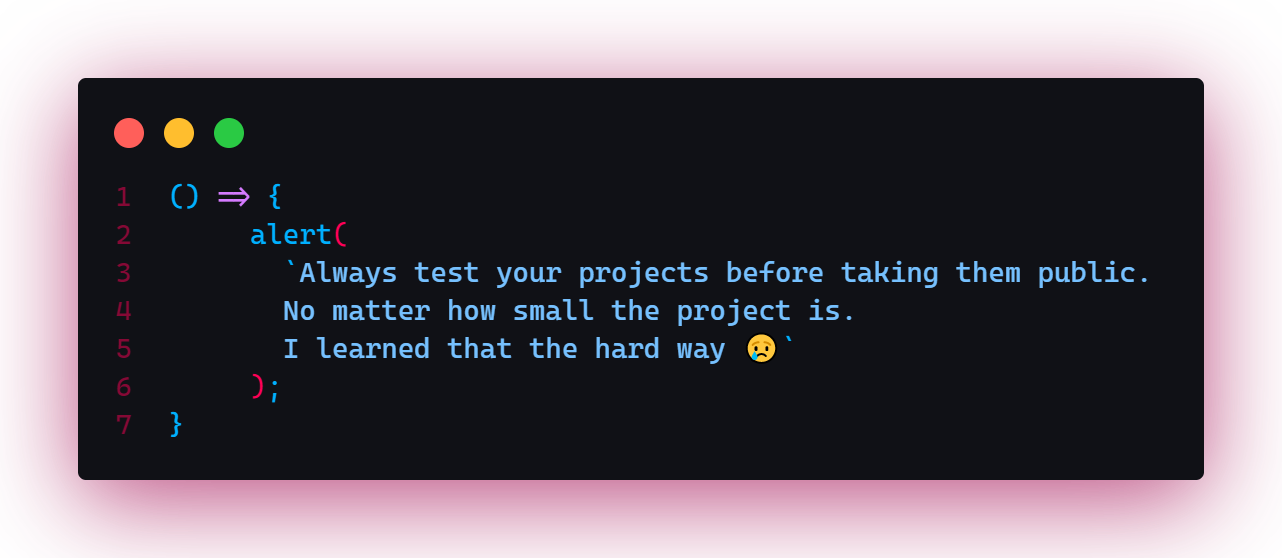 1 () => {
2 alert(
3 `Always test your projects before taking them public.
4 No matter how small the project is.
5 I learned that the hard way 😢`
6 );
7 }